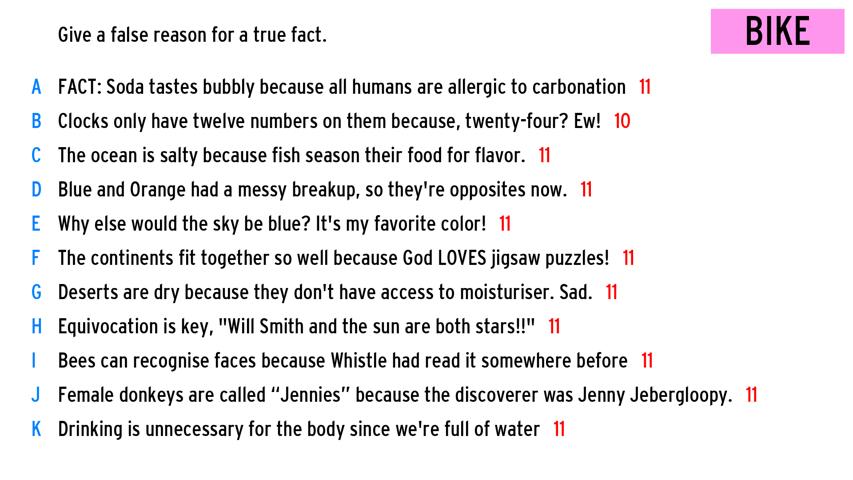 Give a false reason for a true fact.
BIKE
A FACT: Soda tastes bubbly because all humans are allergic to carbonation 11
B Clocks only have twelve numbers on them because, twenty-four? Ew! 10
C The ocean is salty because fish season their food for flavor. 11
D Blue and Orange had a messy breakup, so they're opposites now. 11
E Why else would the sky be blue? It's my favorite color! 11
F The continents fit together so well because God LOVES jigsaw puzzles! 11
G Deserts are dry because they don't have access to moisturiser. Sad. 11
H Equivocation is key, "Will Smith and the sun are both stars!!" 11
I Bees can recognise faces because Whistle had read it somewhere before 11
J Female donkeys are called “Jennies” because the discoverer was Jenny Jebergloopy. 11
K Drinking is unnecessary for the body since we're full of water 11